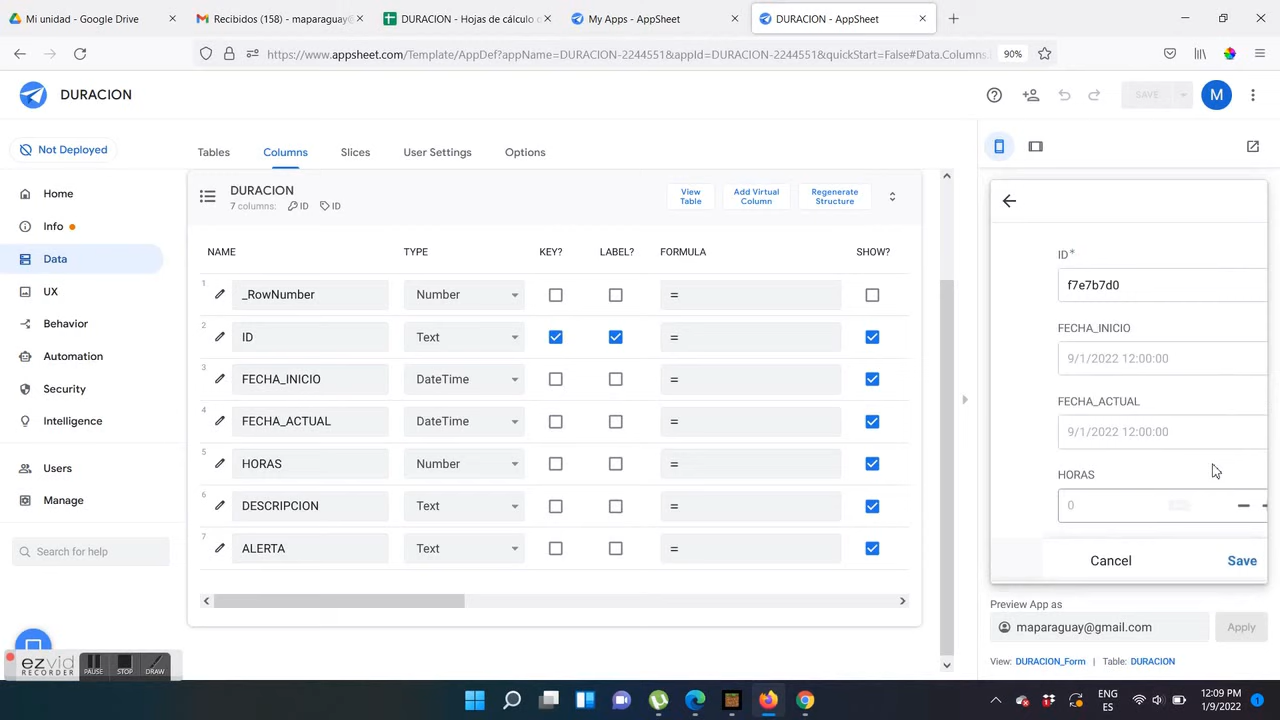 Mi unidad - Google Drive
Recibidos (158) - maparaguay@
DURACION - Hojas de cálculo d
My Apps - AppSheet
DURACION - AppSheet
https://www.appsheet.com/Template/AppDef?appName=DURACION-2244551&appId=DURACION-2244551&quickStart=False#Data.Columns.
90%
DURACION
SAVE
M
Not Deployed
Home
Info
Data
UX
Behavior
Automation
Security
Intelligence
Users
Manage
Search for help
Tables
Columns
Slices
User Settings
Options
DURACION
7 columns: ID ID
View Table
Add Virtual Column
Regenerate Structure
NAME TYPE KEY? LABEL? FORMULA SHOW?
1 _RowNumber Number =
2 ID Text =
3 FECHA_INICIO DateTime =
4 FECHA_ACTUAL DateTime =
5 HORAS Number =
6 DESCRIPCION Text =
7 ALERTA Text =
ID*
f7e7b7d0
FECHA_INICIO
9/1/2022 12:00:00
FECHA_ACTUAL
9/1/2022 12:00:00
HORAS
0
Cancel Save
Preview App as
maparaguay@gmail.com Apply
View: DURACION_Form | Table: DURACION
ezvid
RECORDER
PAUSE STOP DRAW
ENG
ES
12:09 PM
1/9/2022
1